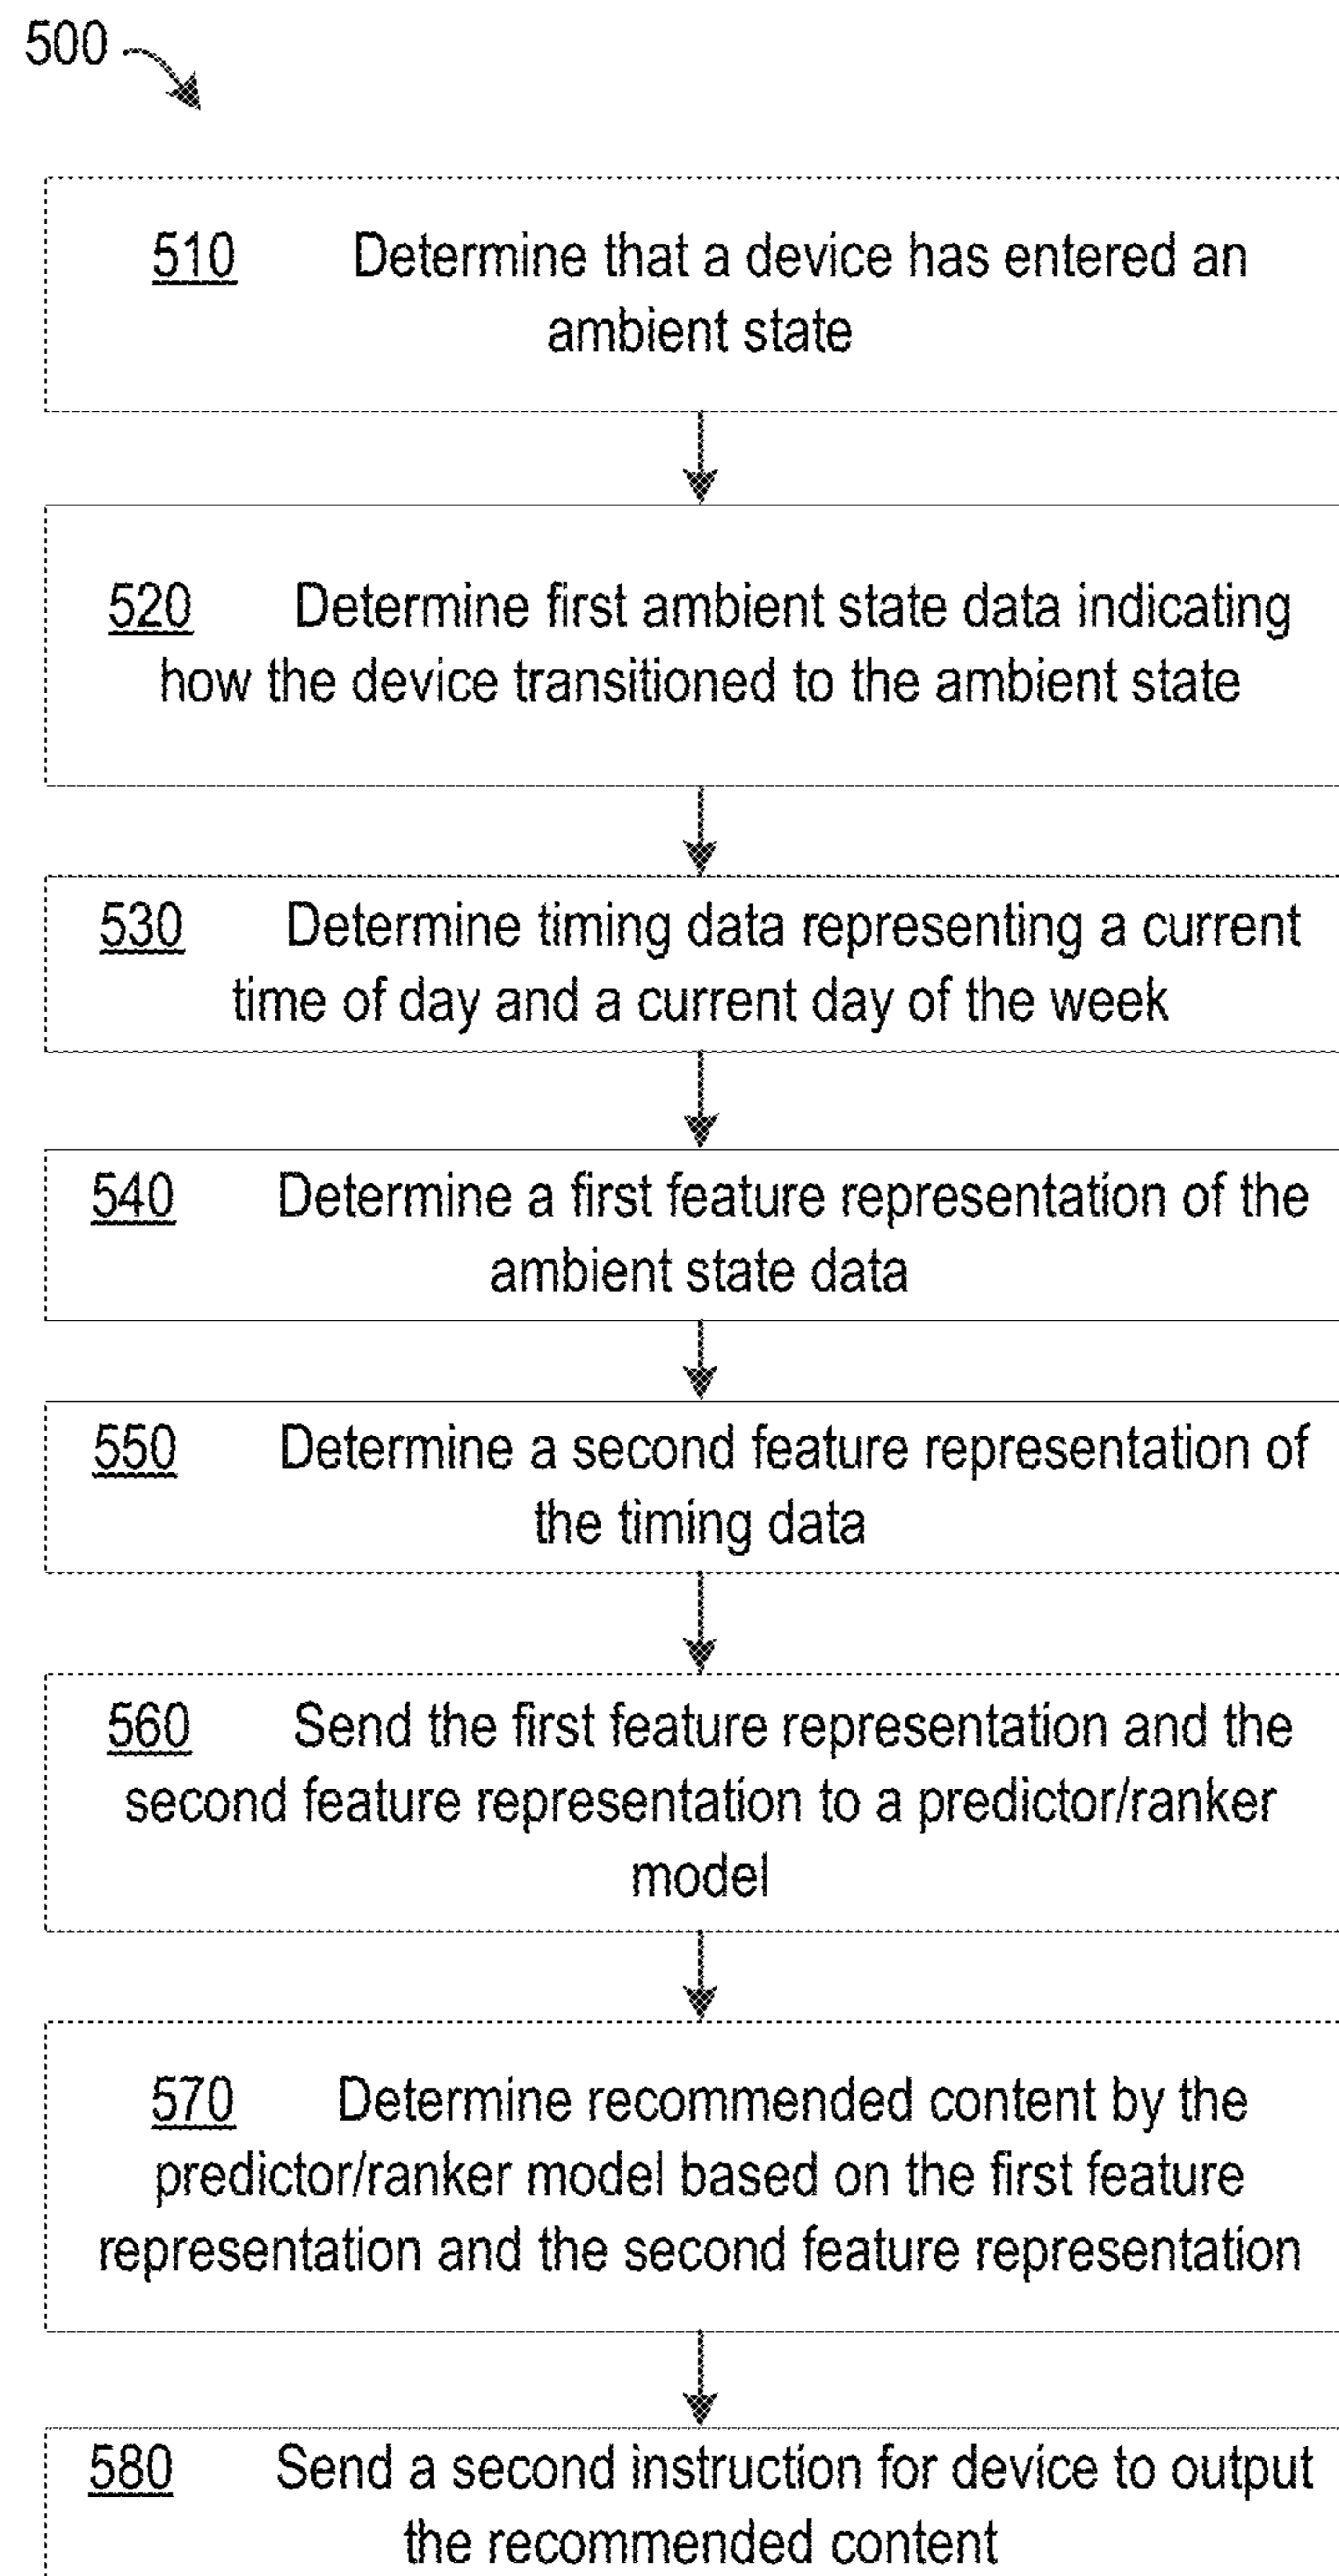 500
510 Determine that a device has entered an
ambient state
520 Determine first ambient state data indicating
how the device transitioned to the ambient state
530 Determine timing data representing a current
time of day and a current day of the week
540 Determine a first feature representation of the
ambient state data
550 Determine a second feature representation of
the timing data
560 Send the first feature representation and the
second feature representation to a predictor/ranker
model
570 Determine recommended content by the
predictor/ranker model based on the first feature
representation and the second feature representation
580 Send a second instruction for device to output
the recommended content